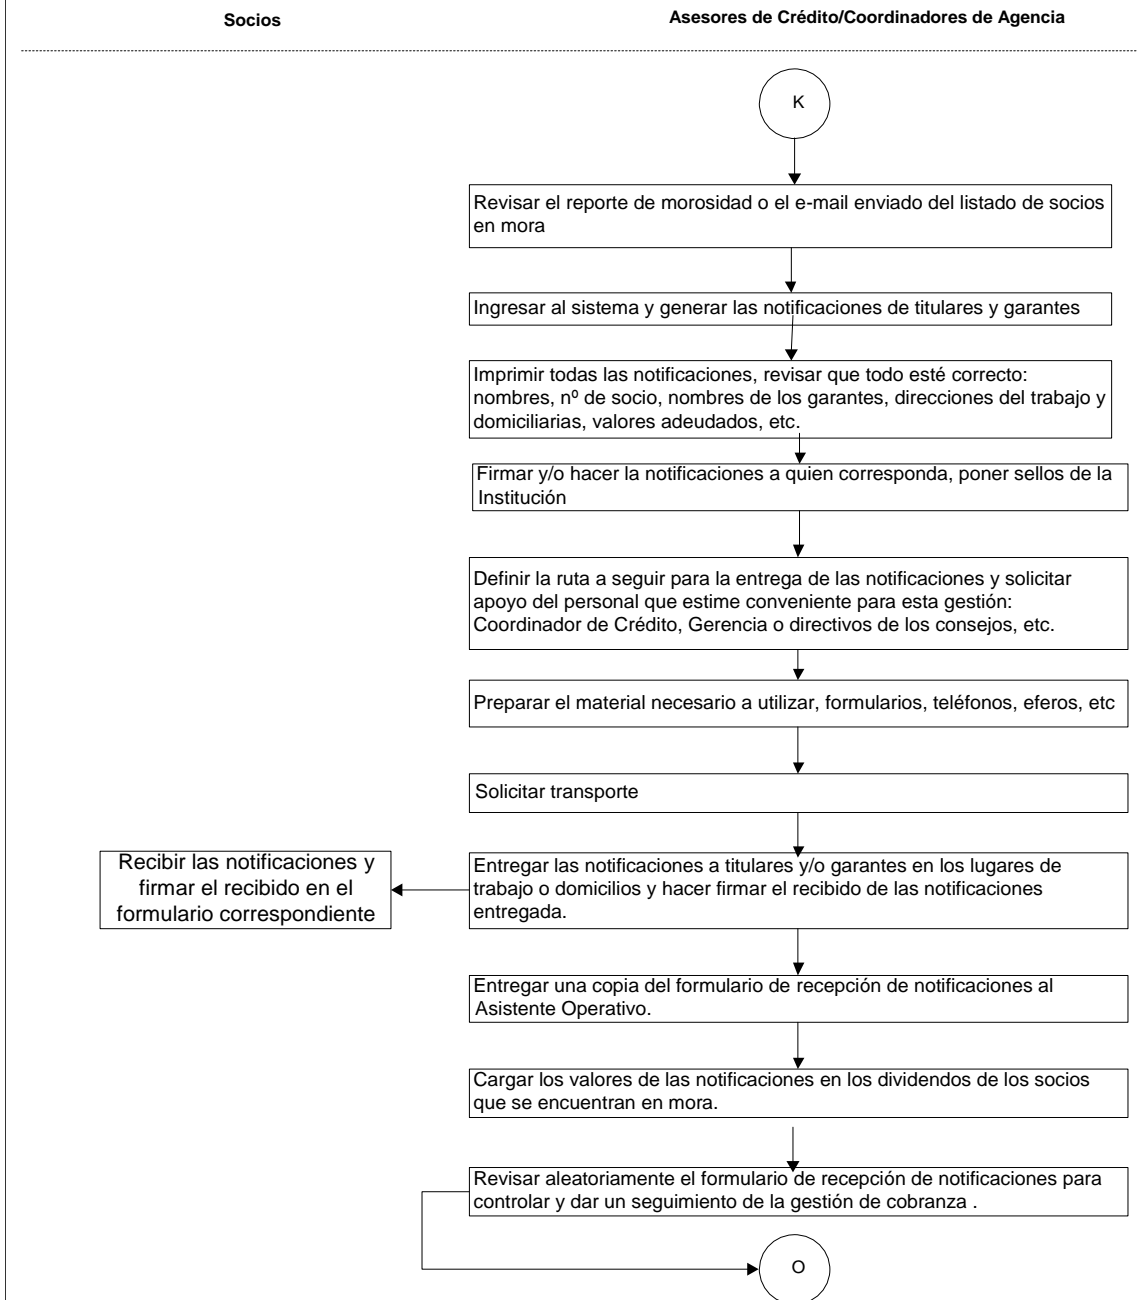 Socios
Asesores de Crédito/Coordinadores de Agencia
K
Revisar el reporte de morosidad o el e-mail enviado del listado de socios
en mora
Ingresar al sistema y generar las notificaciones de titulares y garantes
Imprimir todas las notificaciones, revisar que todo esté correcto:
nombres, nº de socio, nombres de los garantes, direcciones del trabajo y
domiciliarias, valores adeudados, etc.
Firmar y/o hacer la notificaciones a quien corresponda, poner sellos de la
Institución
Definir la ruta a seguir para la entrega de las notificaciones y solicitar
apoyo del personal que estime conveniente para esta gestión:
Coordinador de Crédito, Gerencia o directivos de los consejos, etc.
Preparar el material necesario a utilizar, formularios, teléfonos, eferos, etc
Solicitar transporte
Recibir las notificaciones y
firmar el recibido en el
formulario correspondiente
Entregar las notificaciones a titulares y/o garantes en los lugares de
trabajo o domicilios y hacer firmar el recibido de las notificaciones
entregada.
Entregar una copia del formulario de recepción de notificaciones al
Asistente Operativo.
Cargar los valores de las notificaciones en los dividendos de los socios
que se encuentran en mora.
Revisar aleatoriamente el formulario de recepción de notificaciones para
controlar y dar un seguimiento de la gestión de cobranza .
O